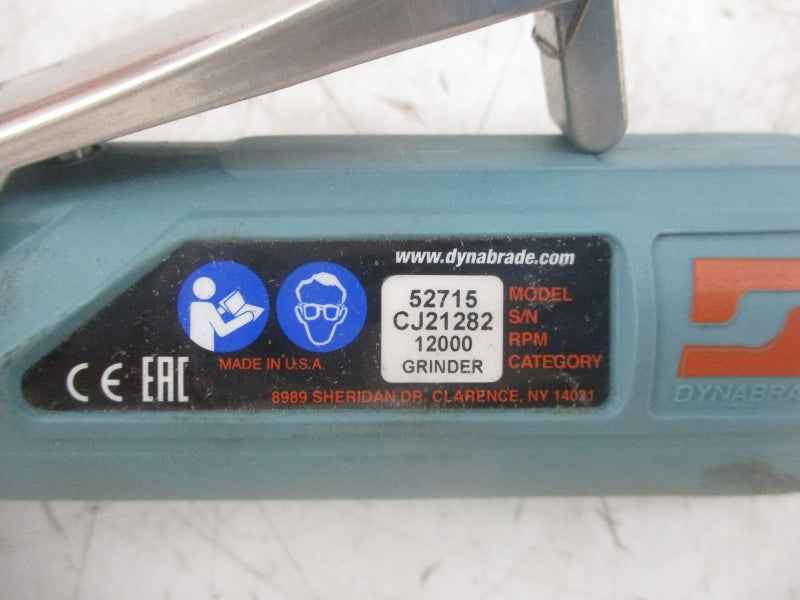 www.dynabrade.com
52715 MODEL
CJ21282 S/N
12000 RPM
GRINDER CATEGORY
MADE IN U.S.A.
CE EAC
8989 SHERIDAN DR. CLARENCE, NY 14031